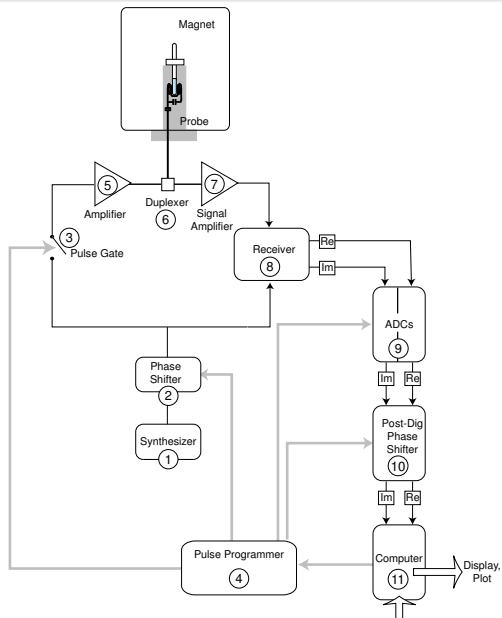 Magnet
Probe
5
Amplifier
Duplexer
6
7
Signal
Amplifier
3
Pulse Gate
Receiver
8
Re
Im
ADCs
9
Im
Re
Phase
Shifter
2
Synthesizer
1
Post-Dig
Phase
Shifter
10
Im
Re
Pulse Programmer
4
Computer
11
Display,
Plot